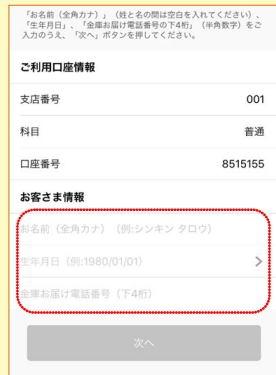 「お名前（全角カナ）」（姓と名の間は空白を入れてください）、
「生年月日」、「金庫お届け電話番号の下4桁」（半角数字）をご
入力のうえ、「次へ」ボタンを押してください。
ご利用口座情報
支店番号 001
科目 普通
口座番号 8515155
お客さま情報
お名前（全角カナ）（例:シンキン タロウ）
生年月日（例:1980/01/01）
金庫お届け電話番号（下4桁）
次へ